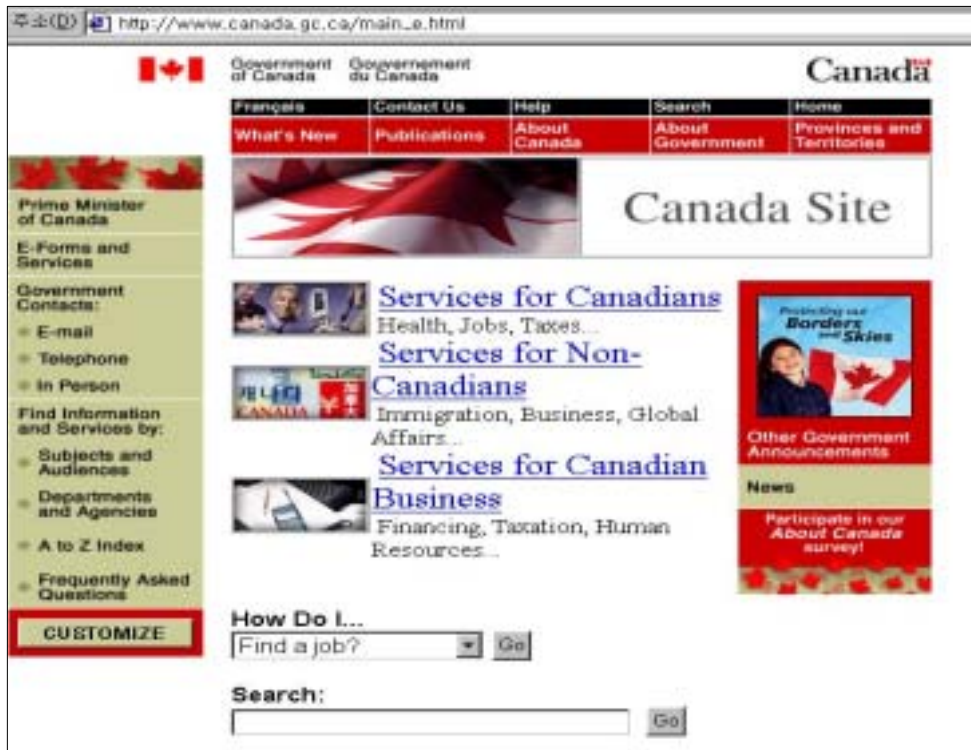 주소(D) http://www.canada.gc.ca/main_e.html
Government of Canada
Gouvernement du Canada
Canada
Français Contact Us Help Search Home
What's New Publications About Canada About Government Provinces and Territories
Canada Site
Prime Minister
of Canada
E-Forms and
Services
Government
Contacts:
E-mail
Telephone
In Person
Find Information
and Services by:
Subjects and
Audiences
Departments
and Agencies
A to Z Index
Frequently Asked
Questions
CUSTOMIZE
Services for Canadians
Health, Jobs, Taxes...
Services for Non-
Canadians
CANADA
Immigration, Business, Global
Affairs...
Services for Canadian
Business
Financing, Taxation, Human
Resources...
Protecting our
Borders
and Skies
Other Government
Announcements
News
Participate in our
About Canada
survey!
How Do I...
Find a job?
Go
Search:
Go